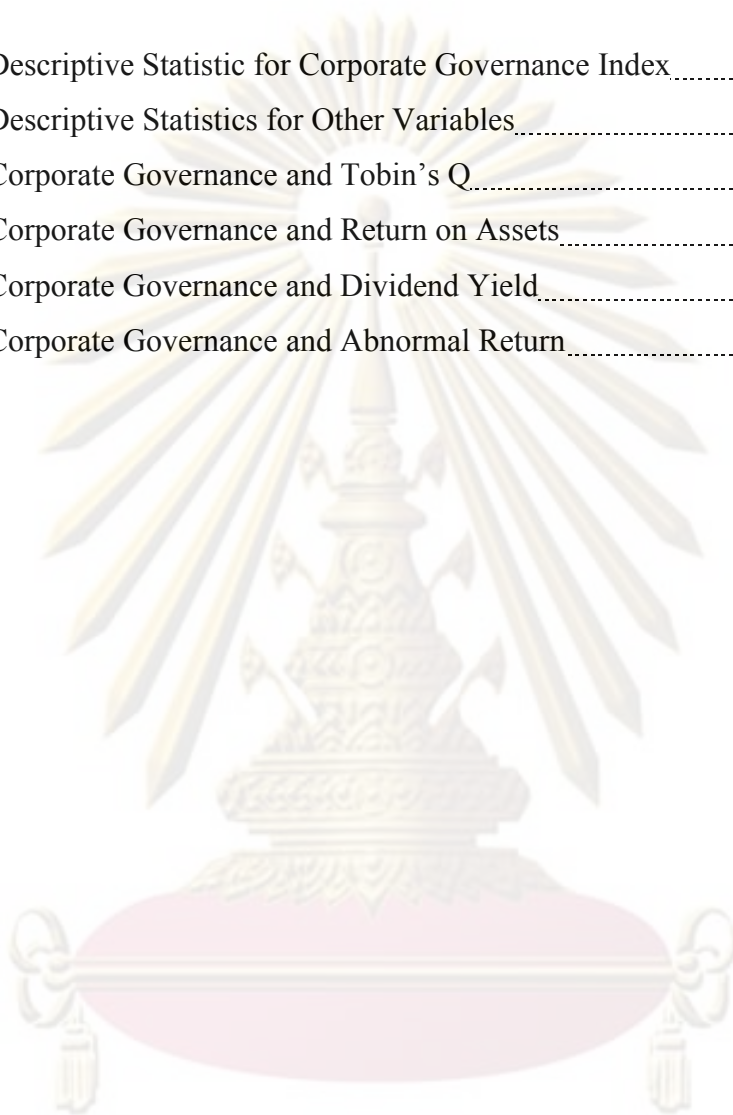 Descriptive Statistic for Corporate Governance Index
Descriptive Statistics for Other Variables
Corporate Governance and Tobin’s Q
Corporate Governance and Return on Assets
Corporate Governance and Dividend Yield
Corporate Governance and Abnormal Return